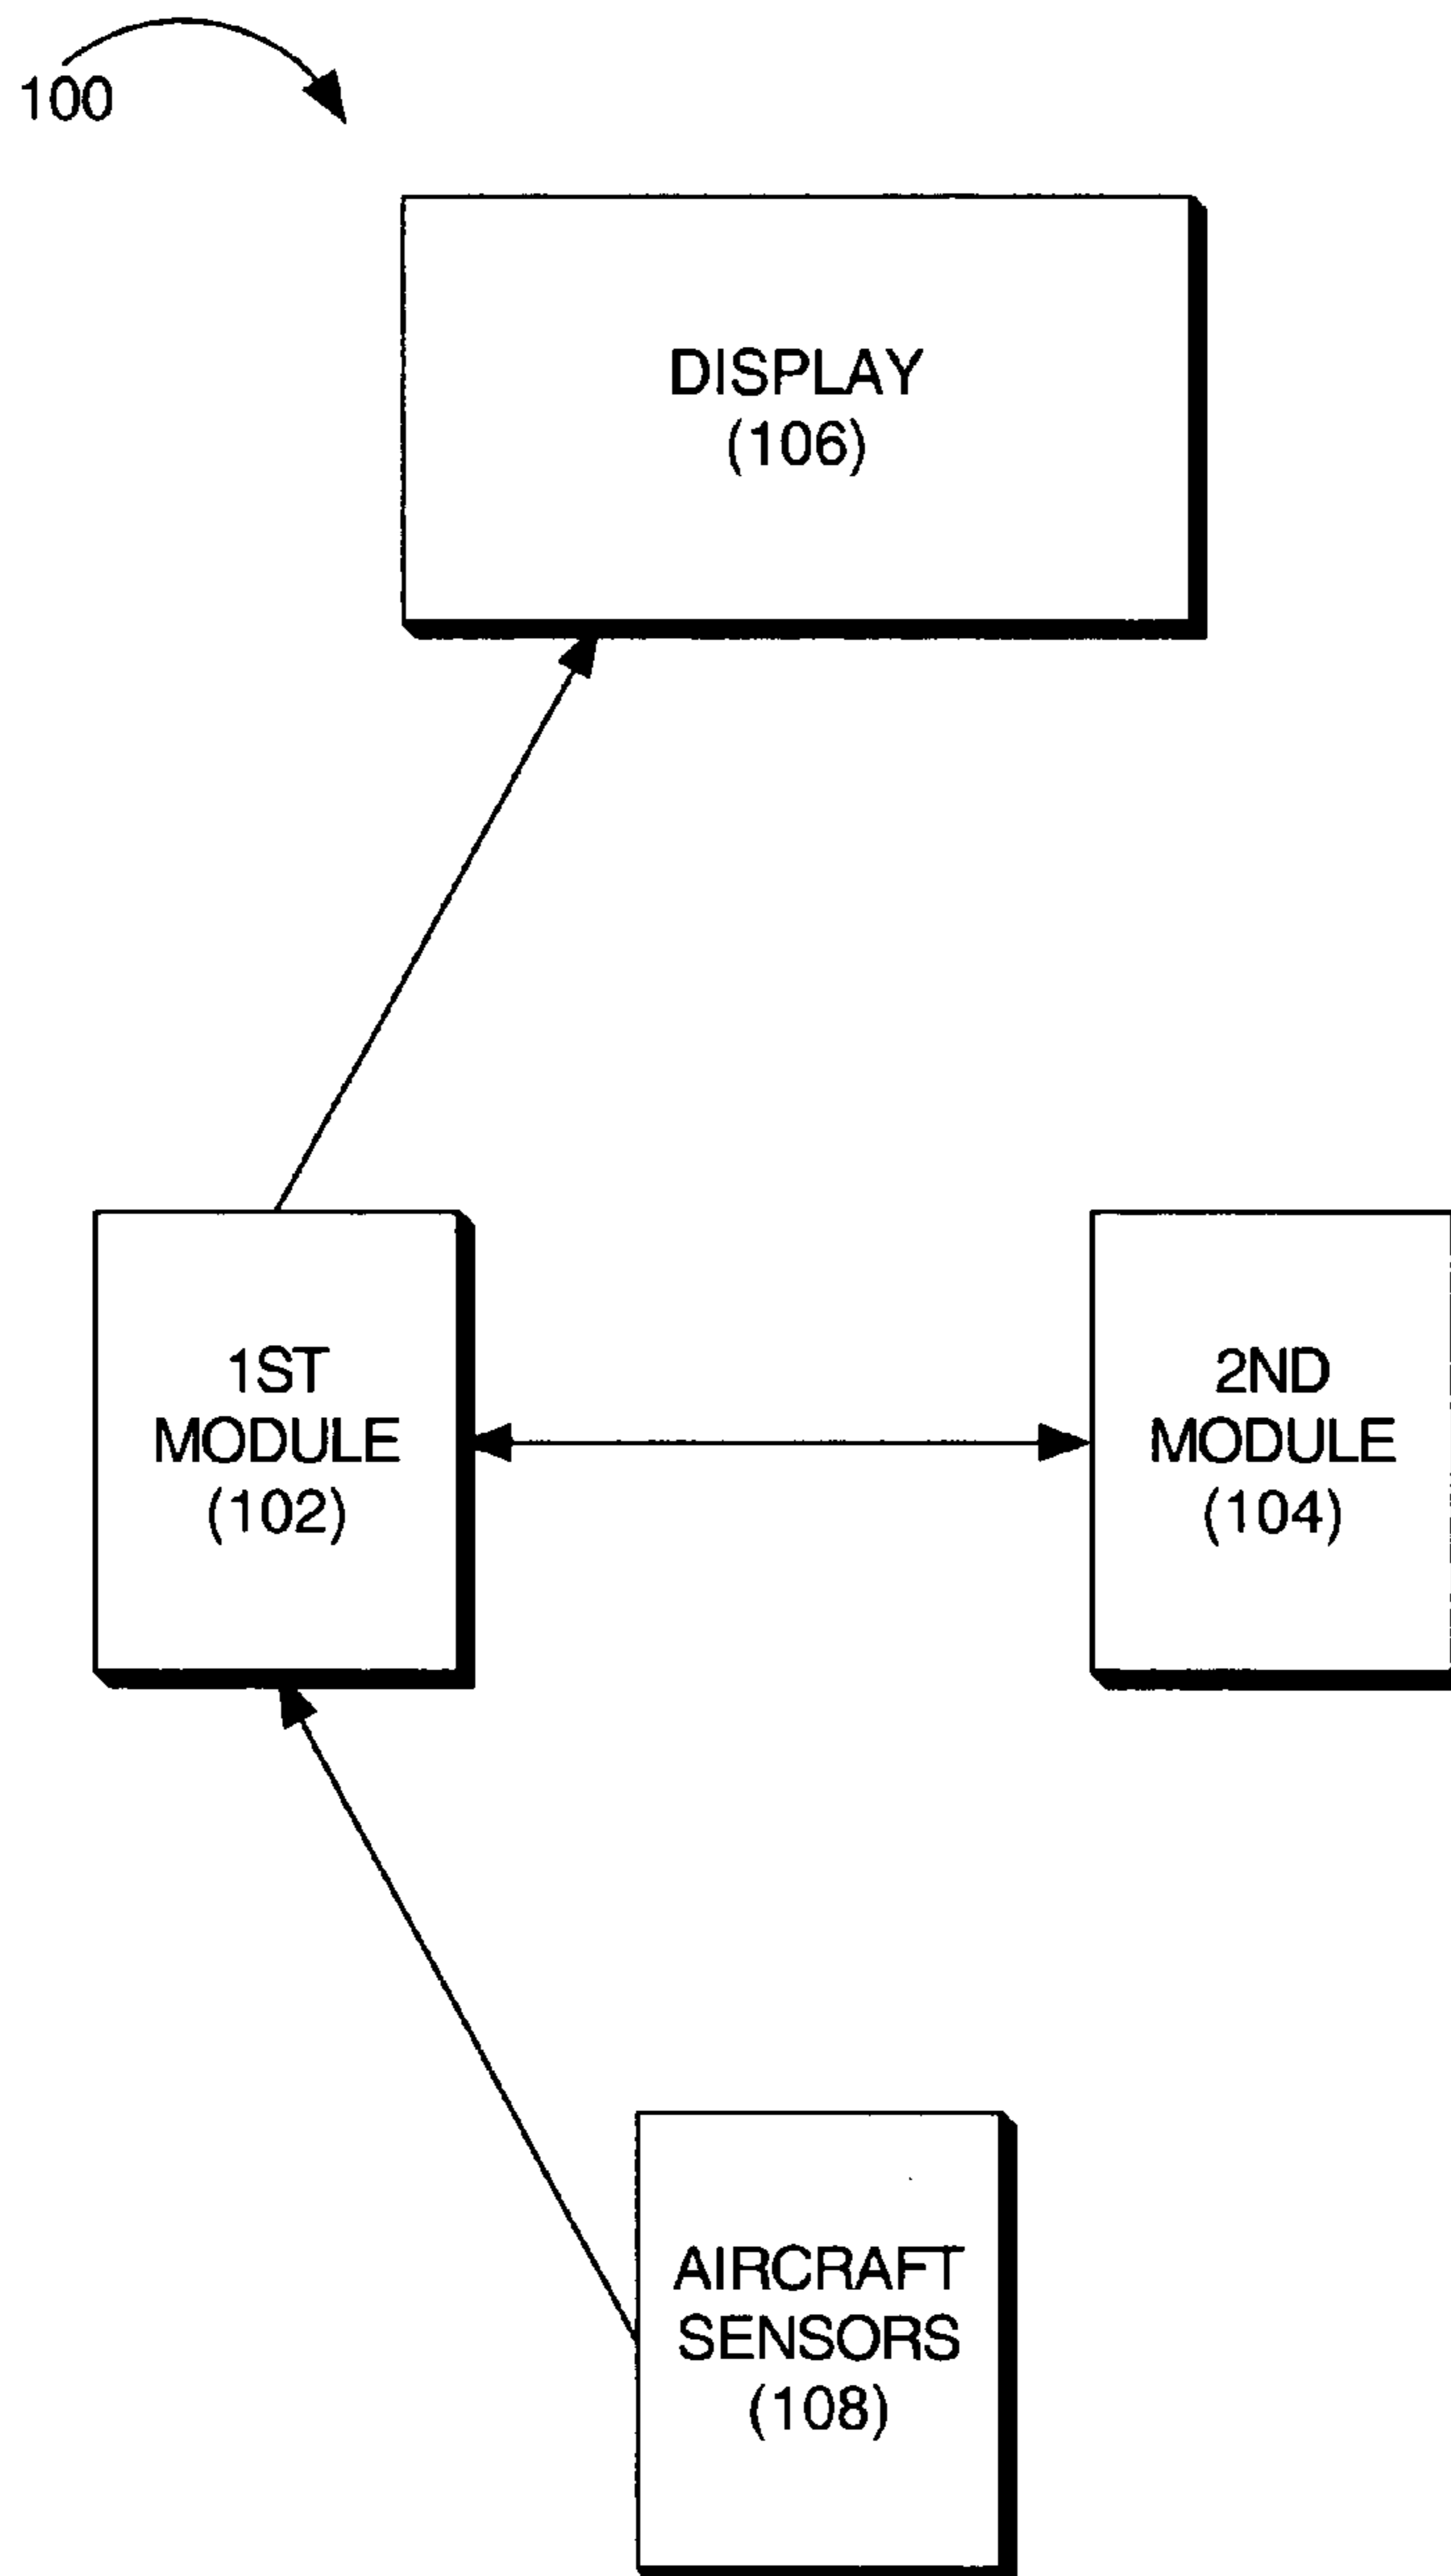 100
DISPLAY
(106)
1ST
MODULE
(102)
2ND
MODULE
(104)
AIRCRAFT
SENSORS
(108)